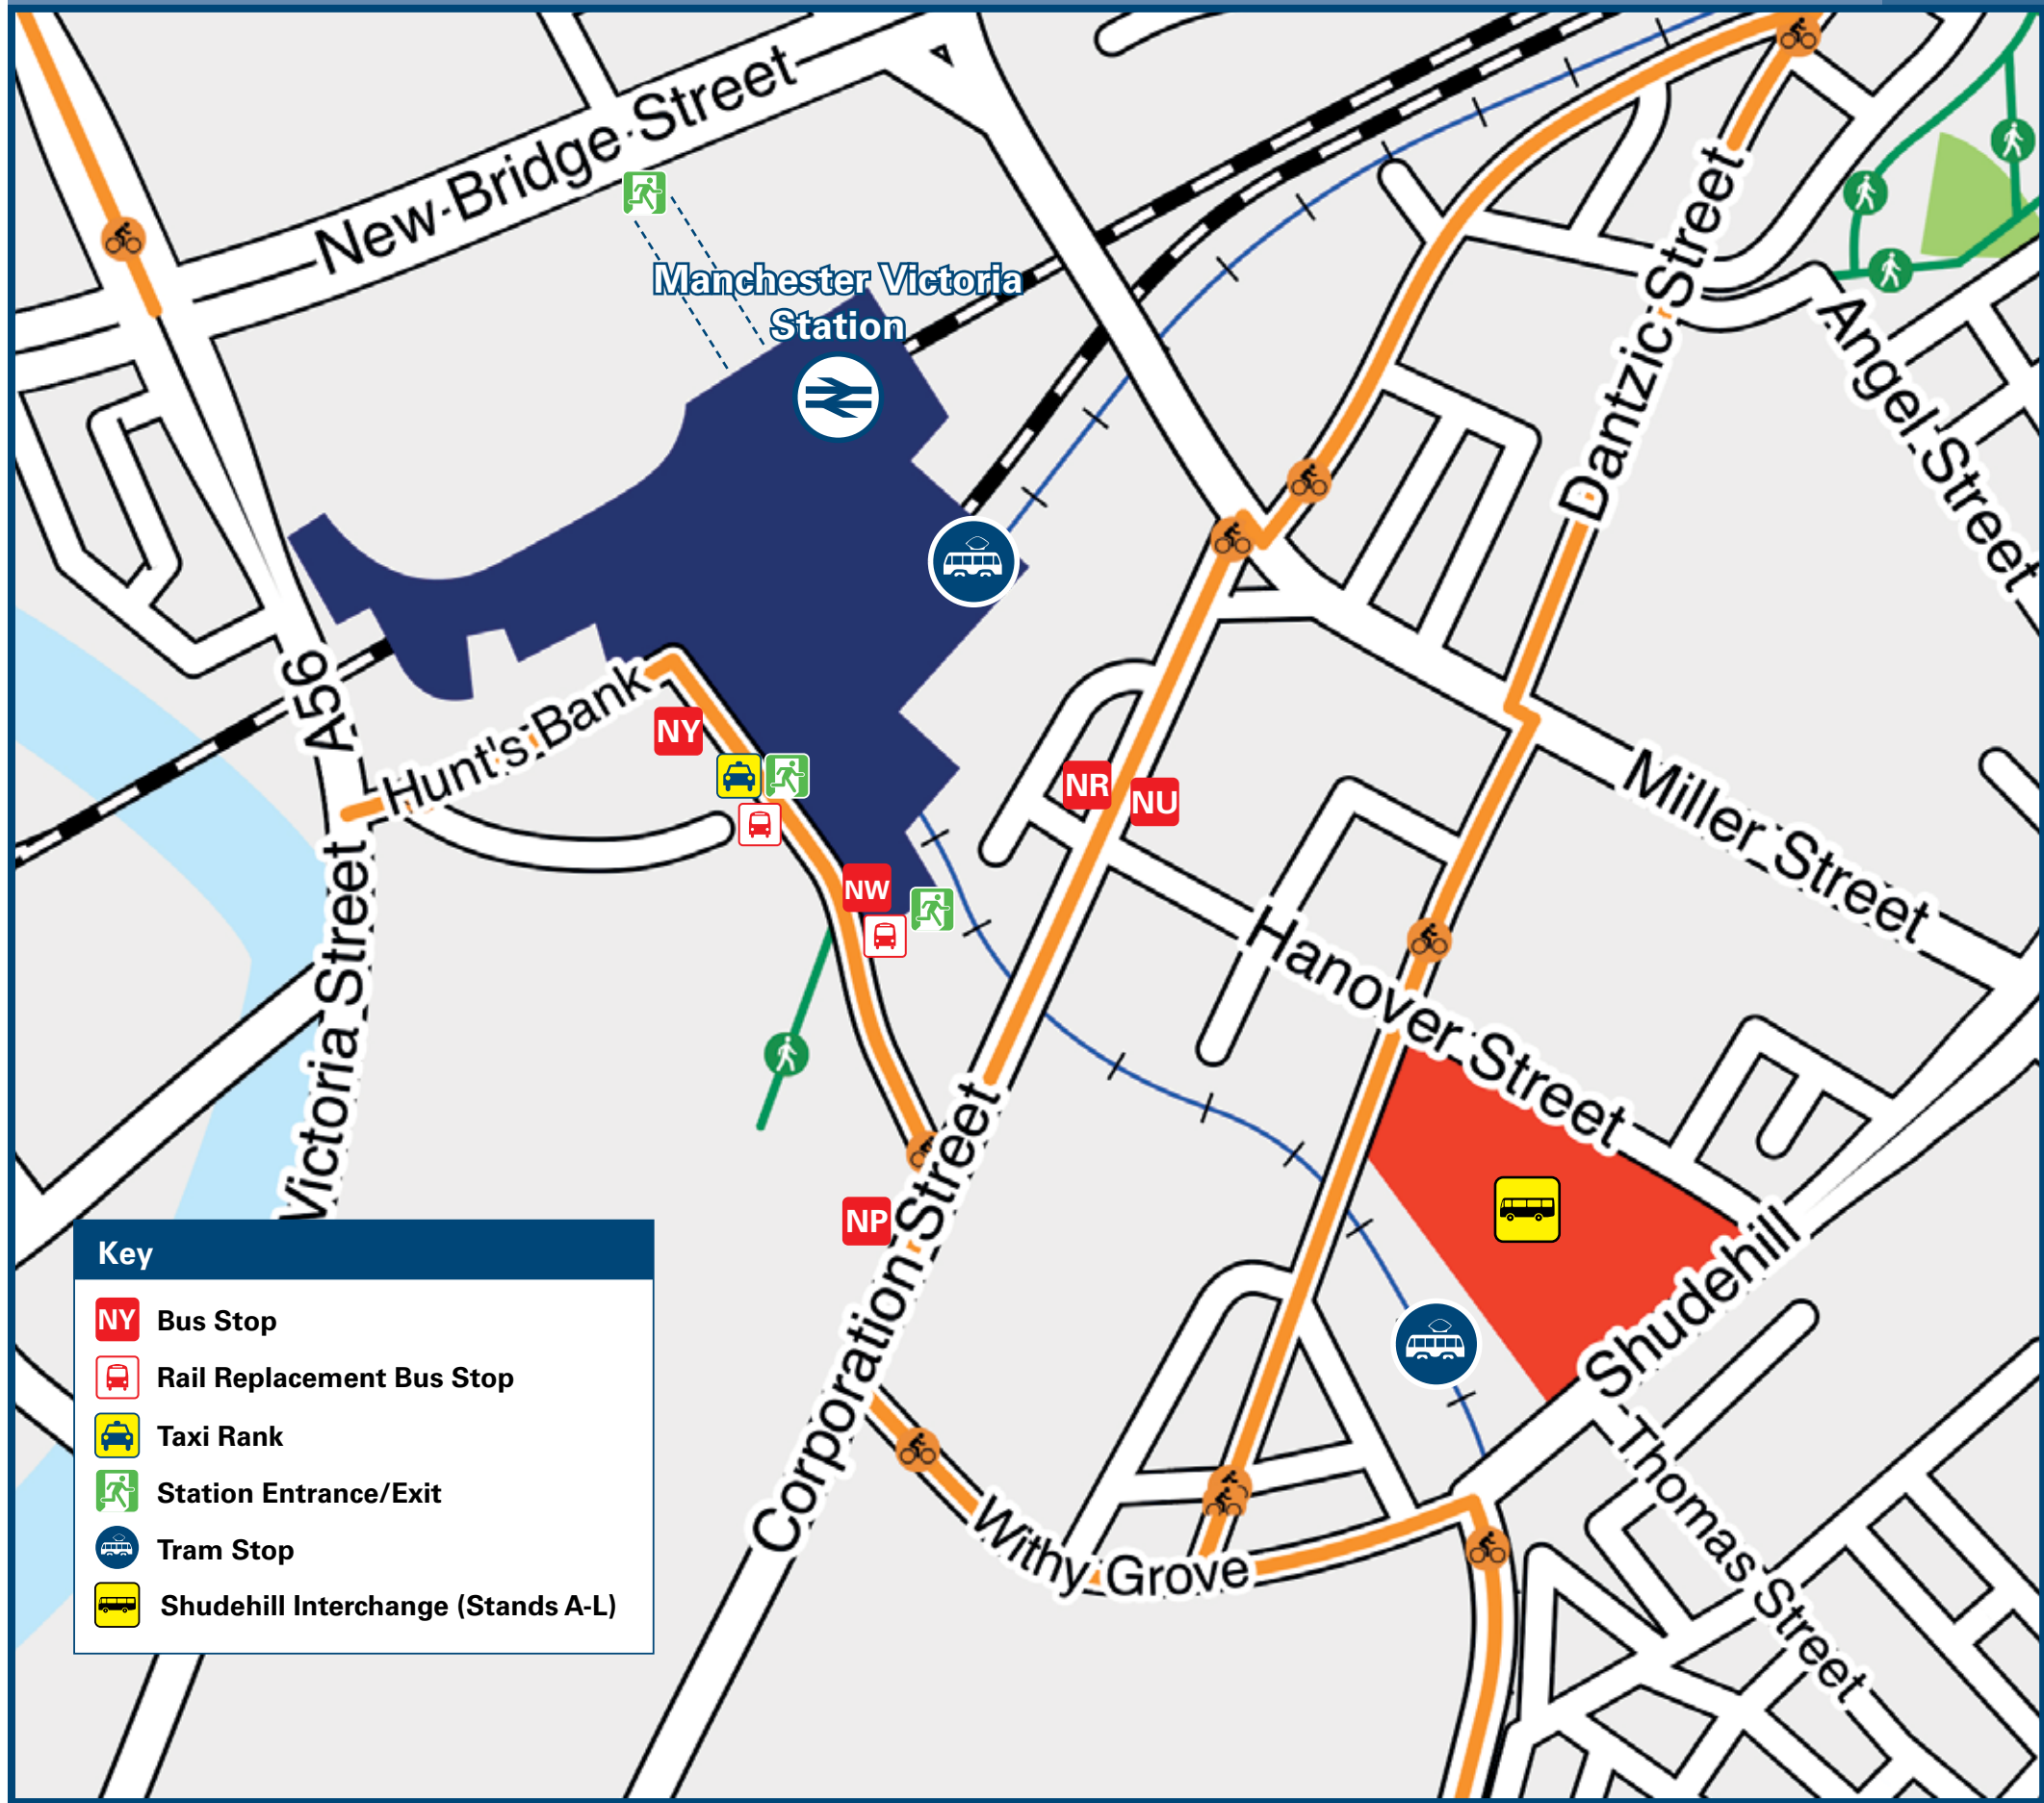 New Bridge Street
Manchester Victoria
Station
Dantzic Street
Angel Street
A56
Hunt's Bank
NY
NR
NU
Miller Street
NW
Victoria Street
Hanover Street
NP
Corporation Street
Shudehill
Withy Grove
Thomas Street
Key
NY Bus Stop
Rail Replacement Bus Stop
Taxi Rank
Station Entrance/Exit
Tram Stop
Shudehill Interchange (Stands A-L)